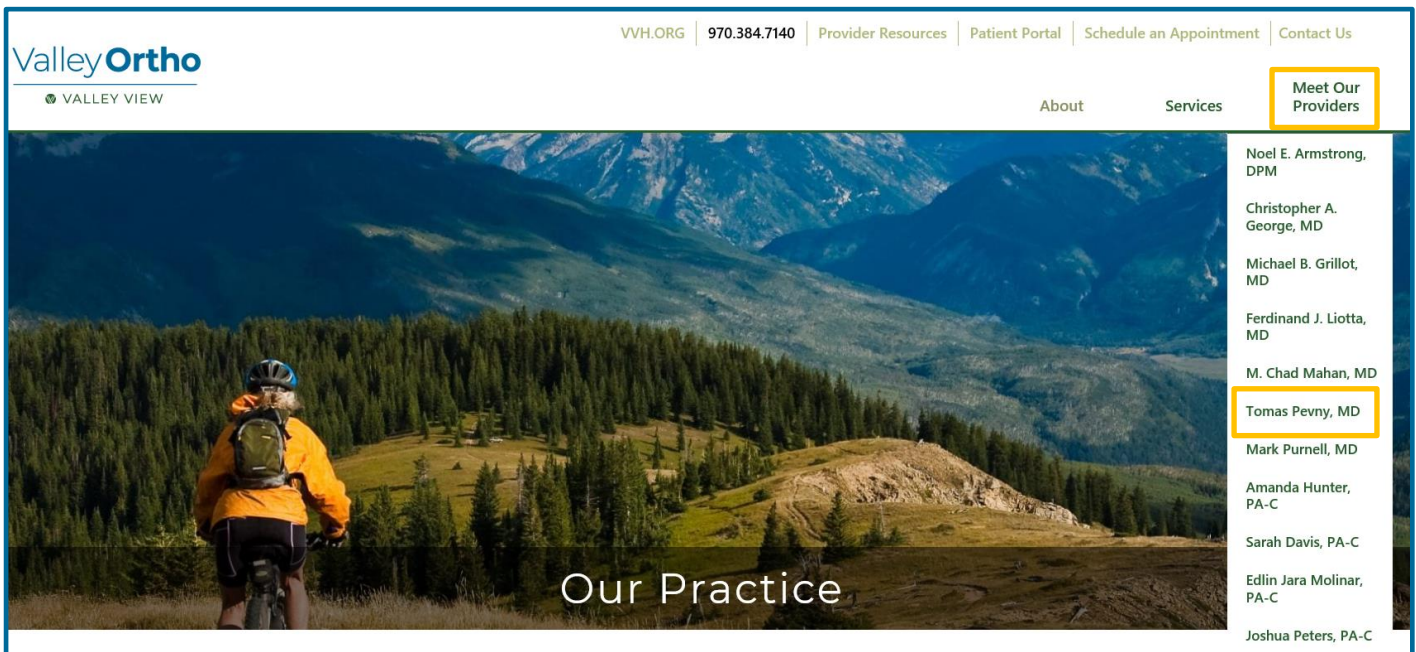 VVH.ORG 970.384.7140 Provider Resources Patient Portal Schedule an Appointment Contact Us
ValleyOrtho
VALLEY VIEW
About Services Meet Our
Providers
Noel E. Armstrong,
DPM
Christopher A.
George, MD
Michael B. Grillot,
MD
Ferdinand J. Liotta,
MD
M. Chad Mahan, MD
Tomas Pevny, MD
Mark Purnell, MD
Amanda Hunter,
PA-C
Sarah Davis, PA-C
Edlin Jara Molinar,
PA-C
Joshua Peters, PA-C
Our Practice